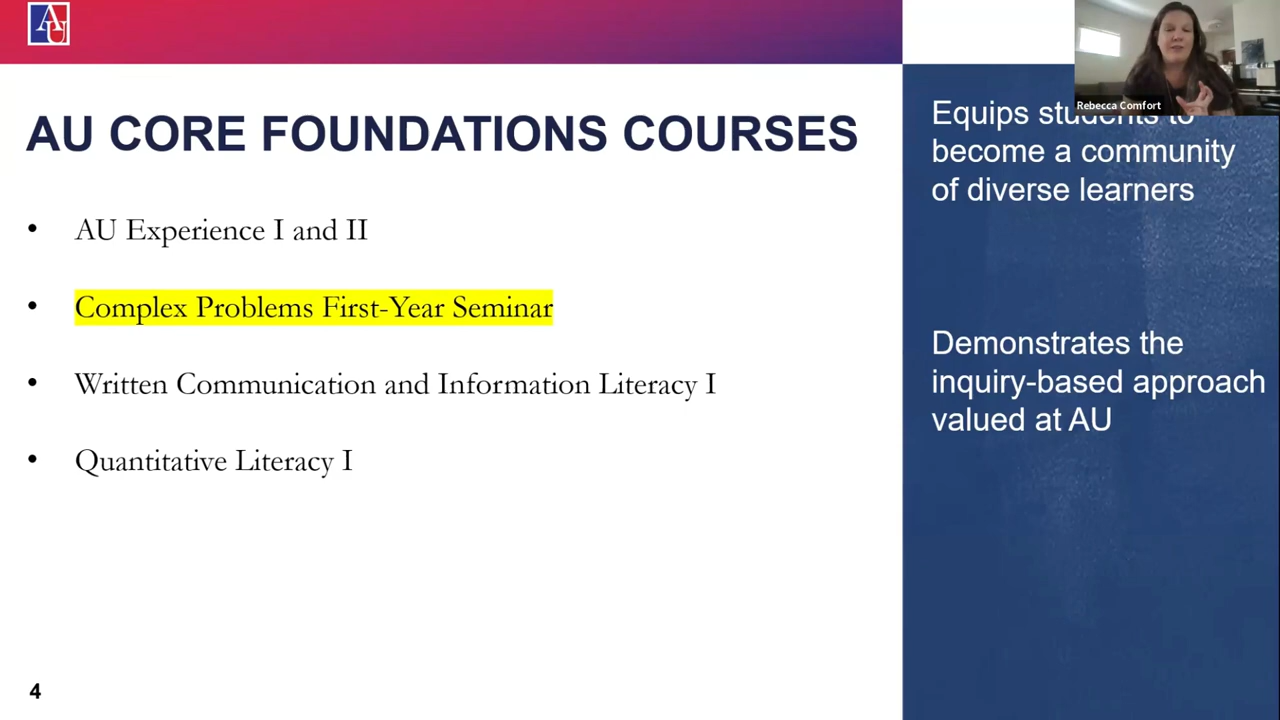 AU
AU CORE FOUNDATIONS COURSES
• AU Experience I and II
• Complex Problems First-Year Seminar
• Written Communication and Information Literacy I
• Quantitative Literacy I
4
Rebecca Comfort
Equips students to
become a community
of diverse learners
Demonstrates the
inquiry-based approach
valued at AU